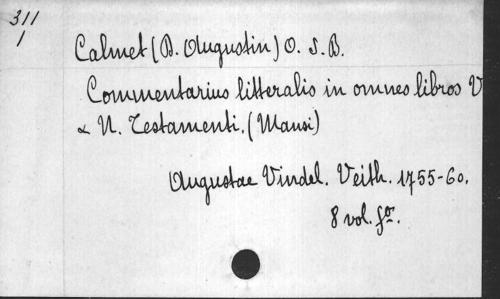 311
1
Calmet (B. Augustin) O. S. B.
Commentarius litteralis in omnes libros V
& N. Testamenti. (Mansi)
Augustae Vindel. Veith. 1755-60.
8 vol. fo.